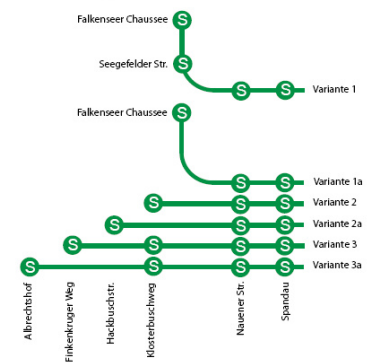 Falkenseer Chaussee
S
Seegefelder Str.
S
S
S
Variante 1
Falkenseer Chaussee
S
S
S
Variante 1a
S
S
S
Variante 2
S
S
S
Variante 2a
S
S
S
S
Variante 3
S
S
S
S
Variante 3a
Albrechtshof
Finkenkruger Weg
Hackbuschstr.
Klosterbuschweg
Nauener Str.
Spandau